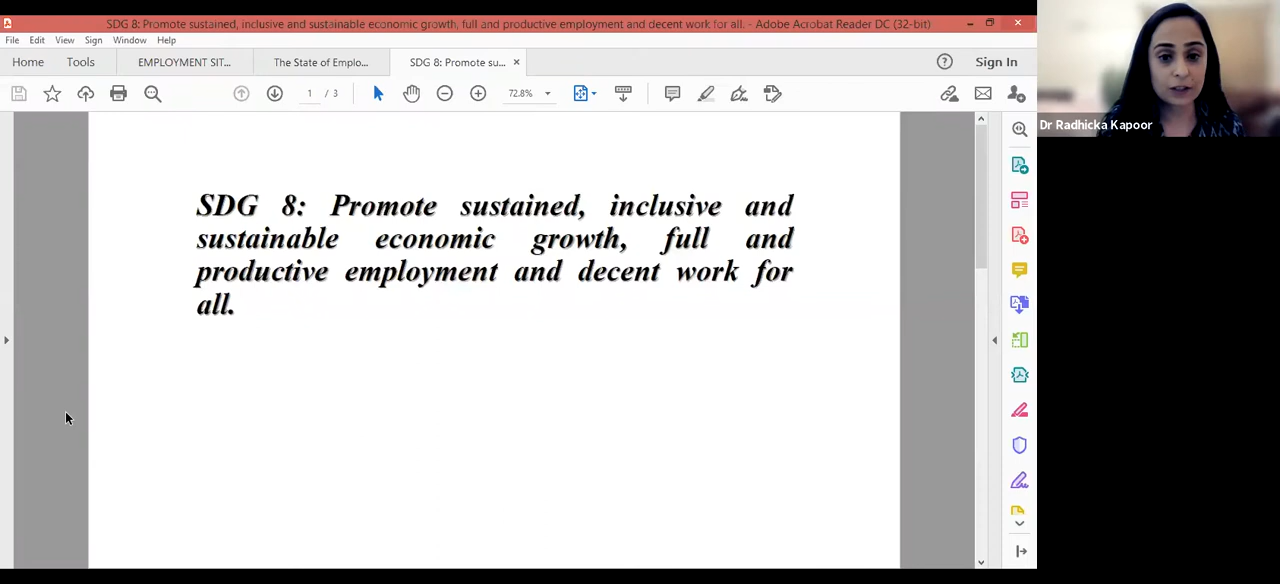 SDG 8: Promote sustained, inclusive and sustainable economic growth, full and productive employment and decent work for all. - Adobe Acrobat Reader DC (32-bit)
File Edit View Sign Window Help
Home Tools EMPLOYMENT SIT... The State of Emplo... SDG 8: Promote su... × Sign In
1 / 3 72.8%
Dr Radhicka Kapoor
SDG 8: Promote sustained, inclusive and
sustainable economic growth, full and
productive employment and decent work for
all.